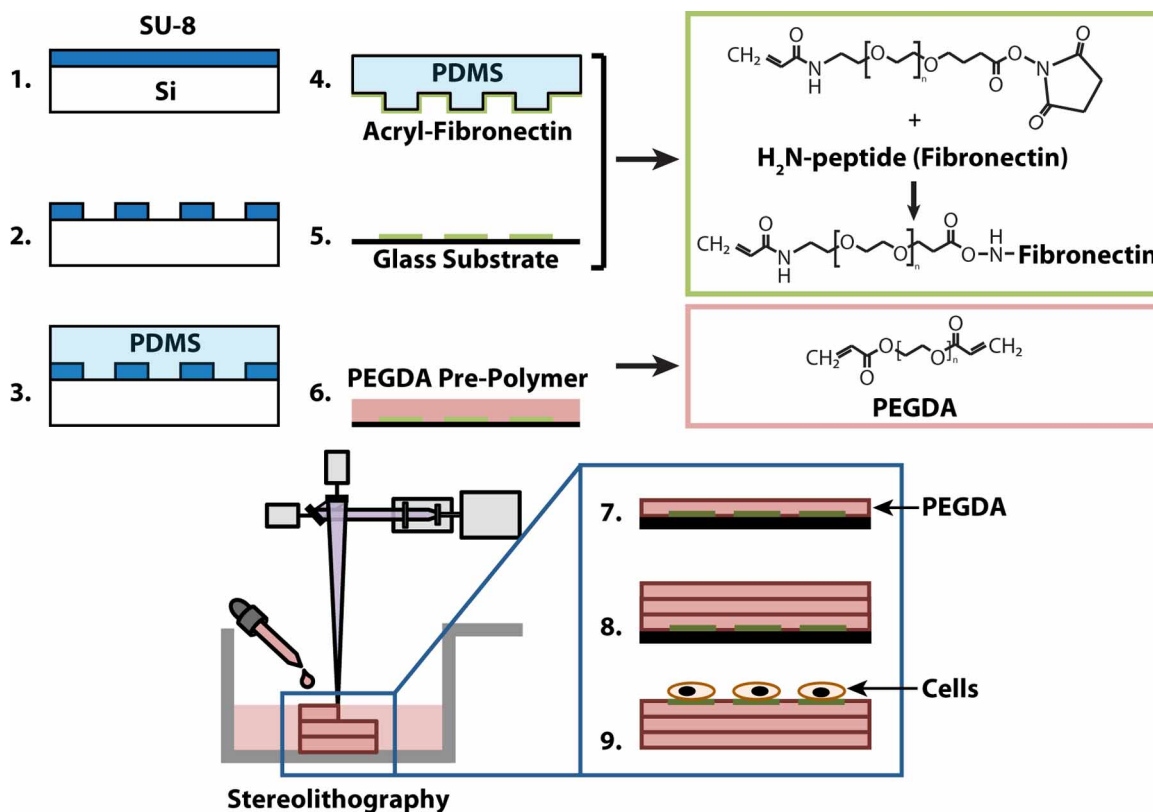 SU-8
1.
Si
2.
PDMS
3.
4.
PDMS
Acryl-Fibronectin
5.
Glass Substrate
PEGDA Pre-Polymer
6.
CH₂ O N H O O n O O N O O
+
H₂N-peptide (Fibronectin)
CH₂ O N H O O n O O H N Fibronectin
CH₂ O O O n O CH₂
PEGDA
Stereolithography
7.
PEGDA
8.
Cells
9.